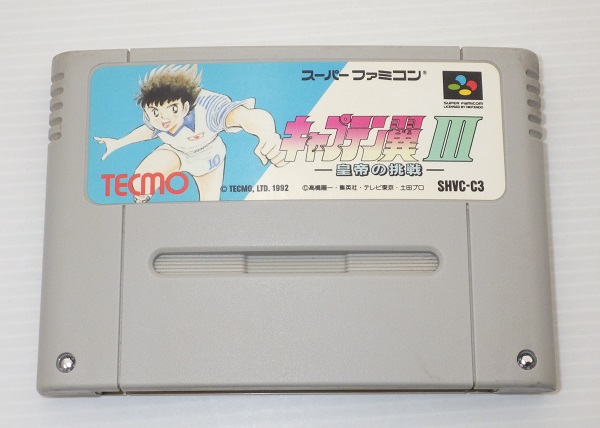 スーパーファミコン®
SUPER FAMICOM
LICENSED BY NINTENDO
キャプテン翼III
皇帝の挑戦
10
TECMO
© TECMO, LTD. 1992
©高橋陽一・集英社・テレビ東京・土田プロ
SHVC-C3